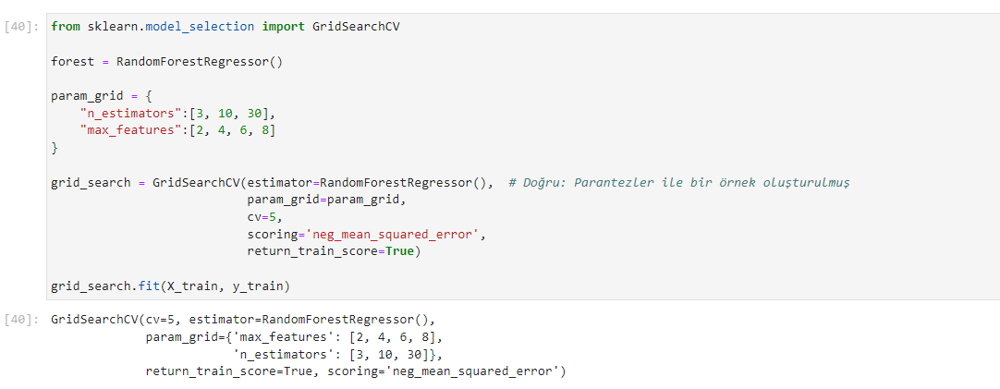 [40]: from sklearn.model_selection import GridSearchCV
forest = RandomForestRegressor()
param_grid = {
    "n_estimators":[3, 10, 30],
    "max_features":[2, 4, 6, 8]
}
grid_search = GridSearchCV(estimator=RandomForestRegressor(),  # Doğru: Parantezler ile bir örnek oluşturulmuş
                           param_grid=param_grid,
                           cv=5,
                           scoring='neg_mean_squared_error',
                           return_train_score=True)
grid_search.fit(X_train, y_train)
[40]: GridSearchCV(cv=5, estimator=RandomForestRegressor(),
             param_grid={'max_features': [2, 4, 6, 8],
                         'n_estimators': [3, 10, 30]},
             return_train_score=True, scoring='neg_mean_squared_error')